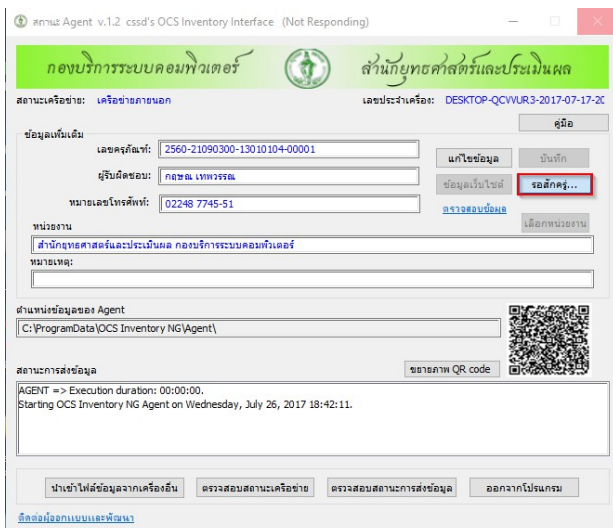 สถานะ Agent v.1.2 cssd's OCS Inventory Interface (Not Responding)
กองบริการระบบคอมพิวเตอร์ สำนักยุทธศาสตร์และประเมินผล
สถานะเครือข่าย: เครือข่ายภายนอก เลขประจำเครื่อง: DESKTOP-QCVVUR3-2017-07-17-20
คู่มือ
ข้อมูลเพิ่มเติม
เลขครุภัณฑ์: 2560-21090300-13010104-00001
แก้ไขข้อมูล บันทึก
ผู้รับผิดชอบ: กฤษณ เทพวรรณ
ข้อมูลเว็บไซต์ รอสักครู่...
หมายเลขโทรศัพท์: 02248 7745-51
ตรวจสอบข้อมูล
เลือกหน่วยงาน
หน่วยงาน
สำนักยุทธศาสตร์และประเมินผล กองบริการระบบคอมพิวเตอร์
หมายเหตุ:
ตำแหน่งข้อมูลของ Agent
C:\ProgramData\OCS Inventory NG\Agent\
สถานะการส่งข้อมูล ขยายภาพ QR code
AGENT => Execution duration: 00:00:00.
Starting OCS Inventory NG Agent on Wednesday, July 26, 2017 18:42:11.
นำเข้าไฟล์ข้อมูลจากเครื่องอื่น ตรวจสอบสถานะเครือข่าย ตรวจสอบสถานะการส่งข้อมูล ออกจากโปรแกรม
ติดต่อผู้ออกแบบและพัฒนา